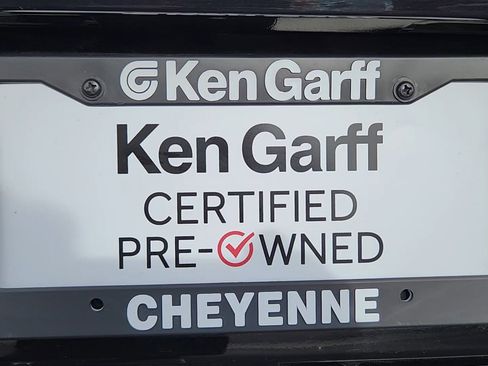 Ken Garff
Ken Garff
CERTIFIED
PRE-OWNED
CHEYENNE